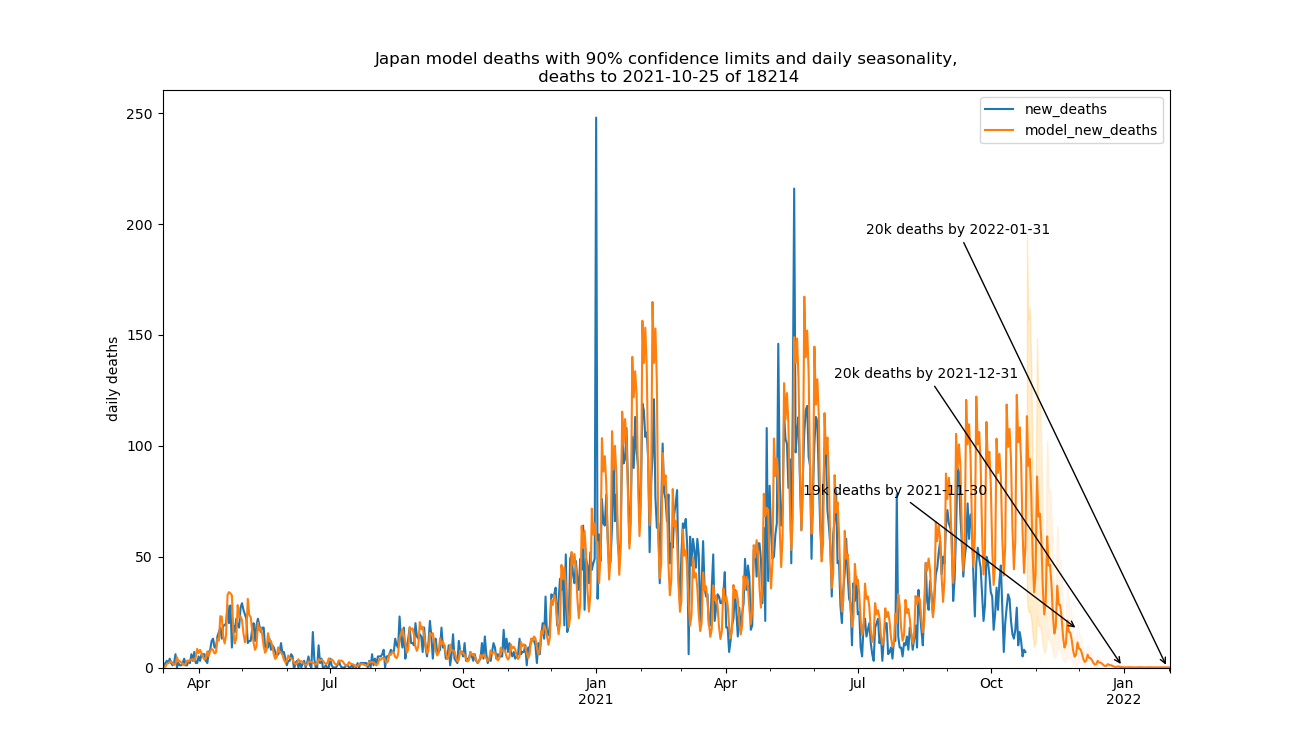 Japan model deaths with 90% confidence limits and daily seasonality,
deaths to 2021-10-25 of 18214
250
200
150
100
50
0
daily deaths
new_deaths
model_new_deaths
20k deaths by 2022-01-31
20k deaths by 2021-12-31
19k deaths by 2021-11-30
Apr
Jul
Oct
Jan
2021
Apr
Jul
Oct
Jan
2022